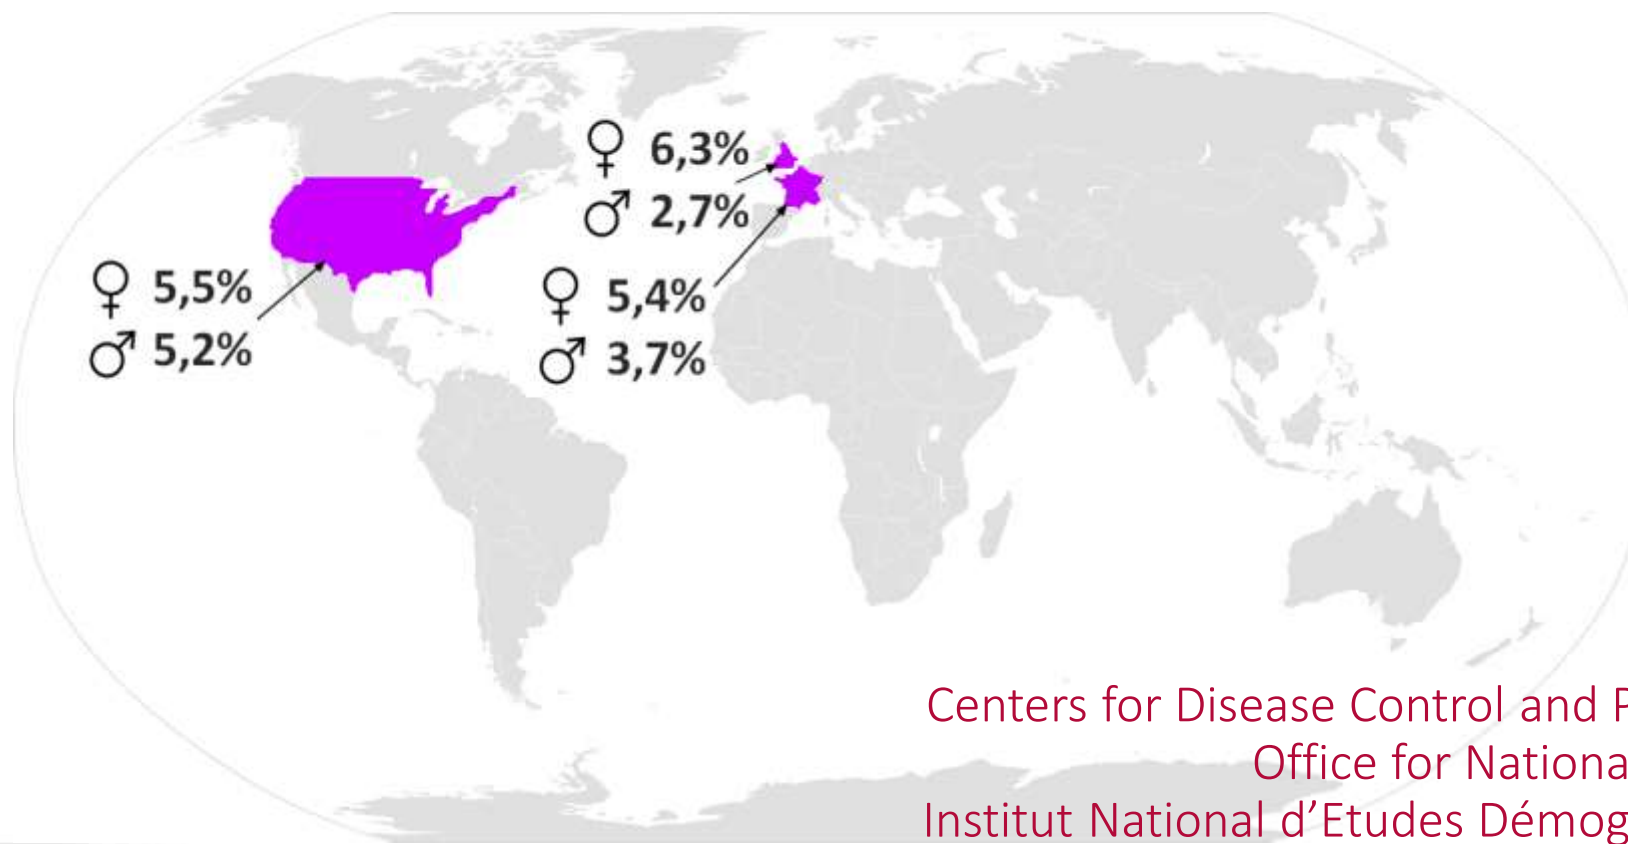 ♀ 6,3%
♂ 2,7%
♀ 5,5%
♂ 5,2%
♀ 5,4%
♂ 3,7%
Centers for Disease Control and P
Office for Nationa
Institut National d’Etudes Démog